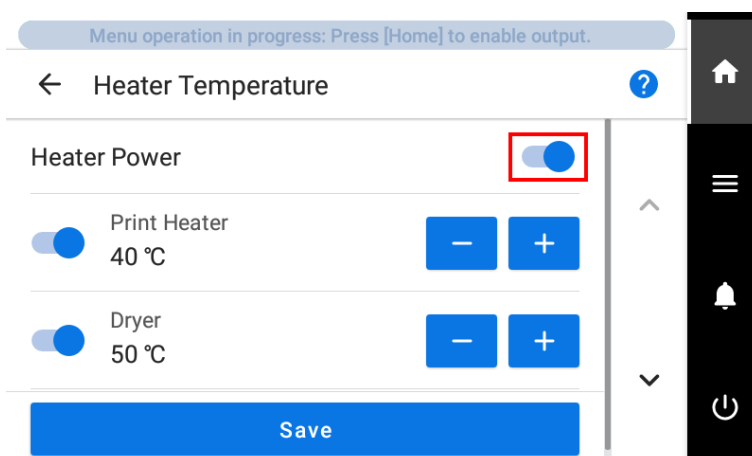 Menu operation in progress: Press [Home] to enable output.
Heater Temperature
?
Heater Power
Print Heater
40 ℃
Dryer
50 ℃
Save